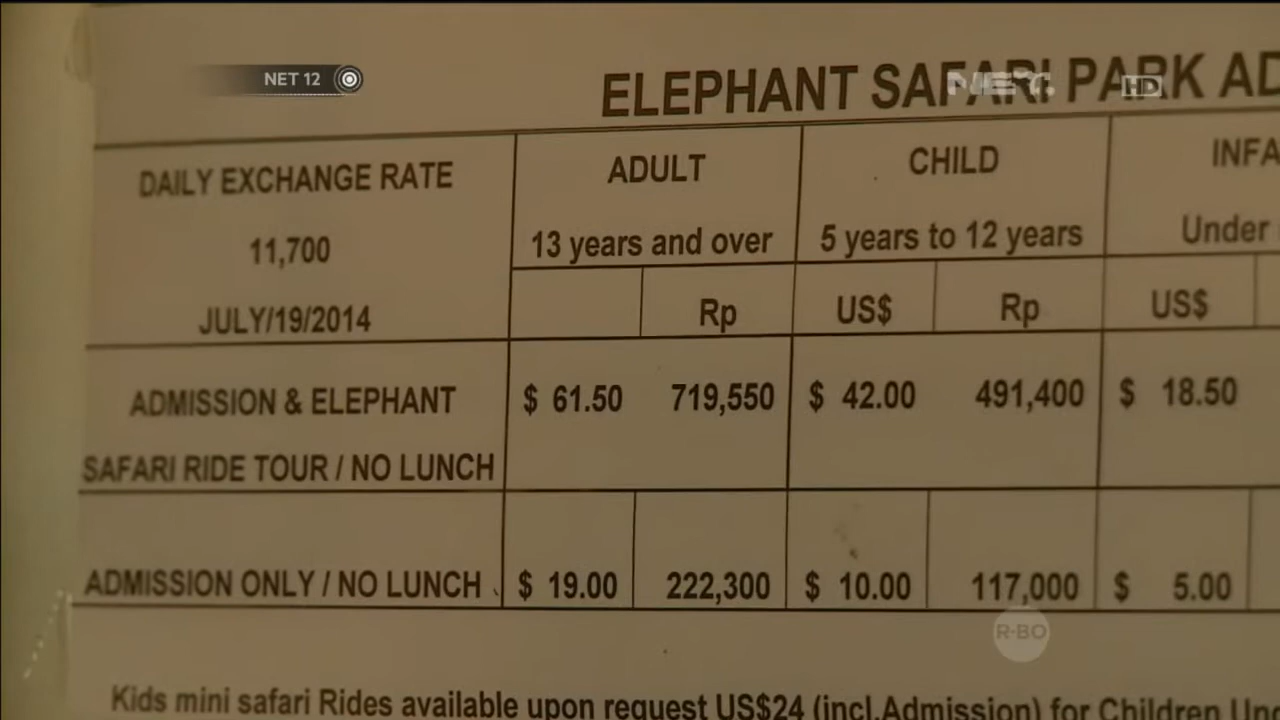 NET 12
NET.
HD
ELEPHANT SAFARI PARK AD
DAILY EXCHANGE RATE
11,700
JULY/19/2014
ADULT
13 years and over
CHILD
5 years to 12 years
INFA
Under
Rp
US$
Rp
US$
ADMISSION & ELEPHANT
SAFARI RIDE TOUR / NO LUNCH
$ 61.50 719,550 $ 42.00 491,400 $ 18.50
ADMISSION ONLY / NO LUNCH $ 19.00 222,300 $ 10.00 117,000 $ 5.00
R-BO
Kids mini safari Rides available upon request US$24 (incl.Admission) for Children Und